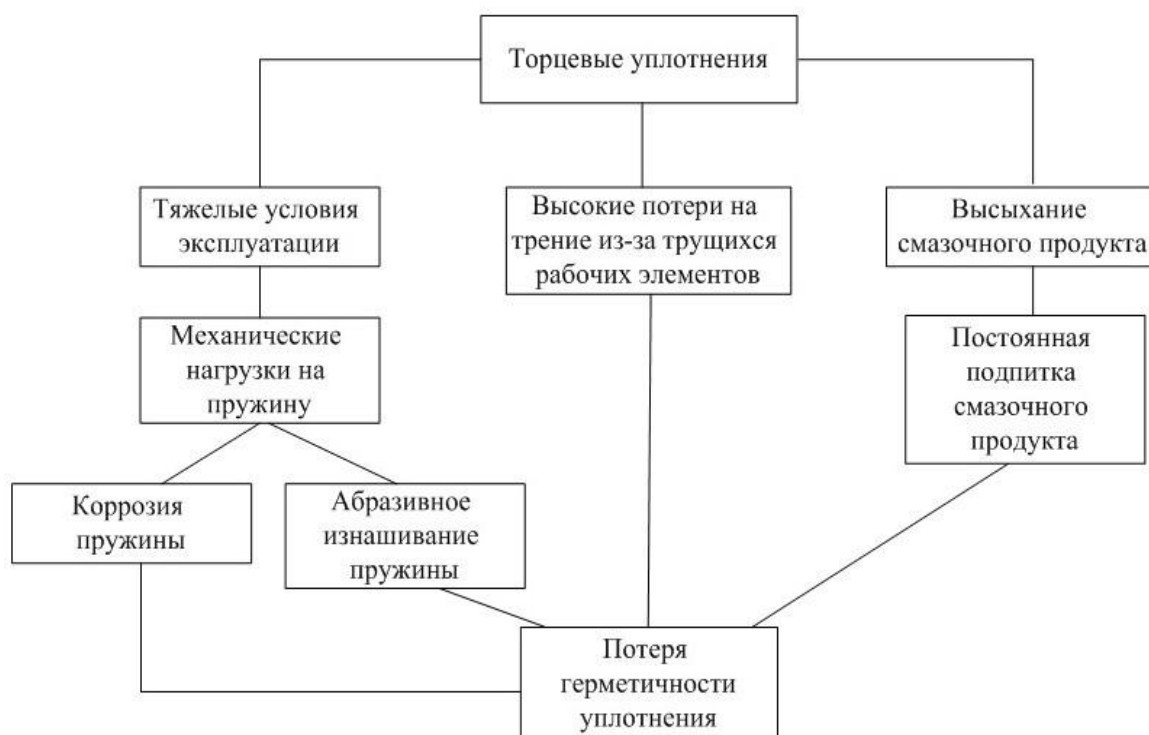 Торцевые уплотнения
Тяжелые условия
эксплуатации
Высокие потери на
трение из-за трущихся
рабочих элементов
Высыхание
смазочного продукта
Механические
нагрузки на
пружину
Постоянная
подпитка
смазочного
продукта
Коррозия
пружины
Абразивное
изнашивание
пружины
Потеря
герметичности
уплотнения